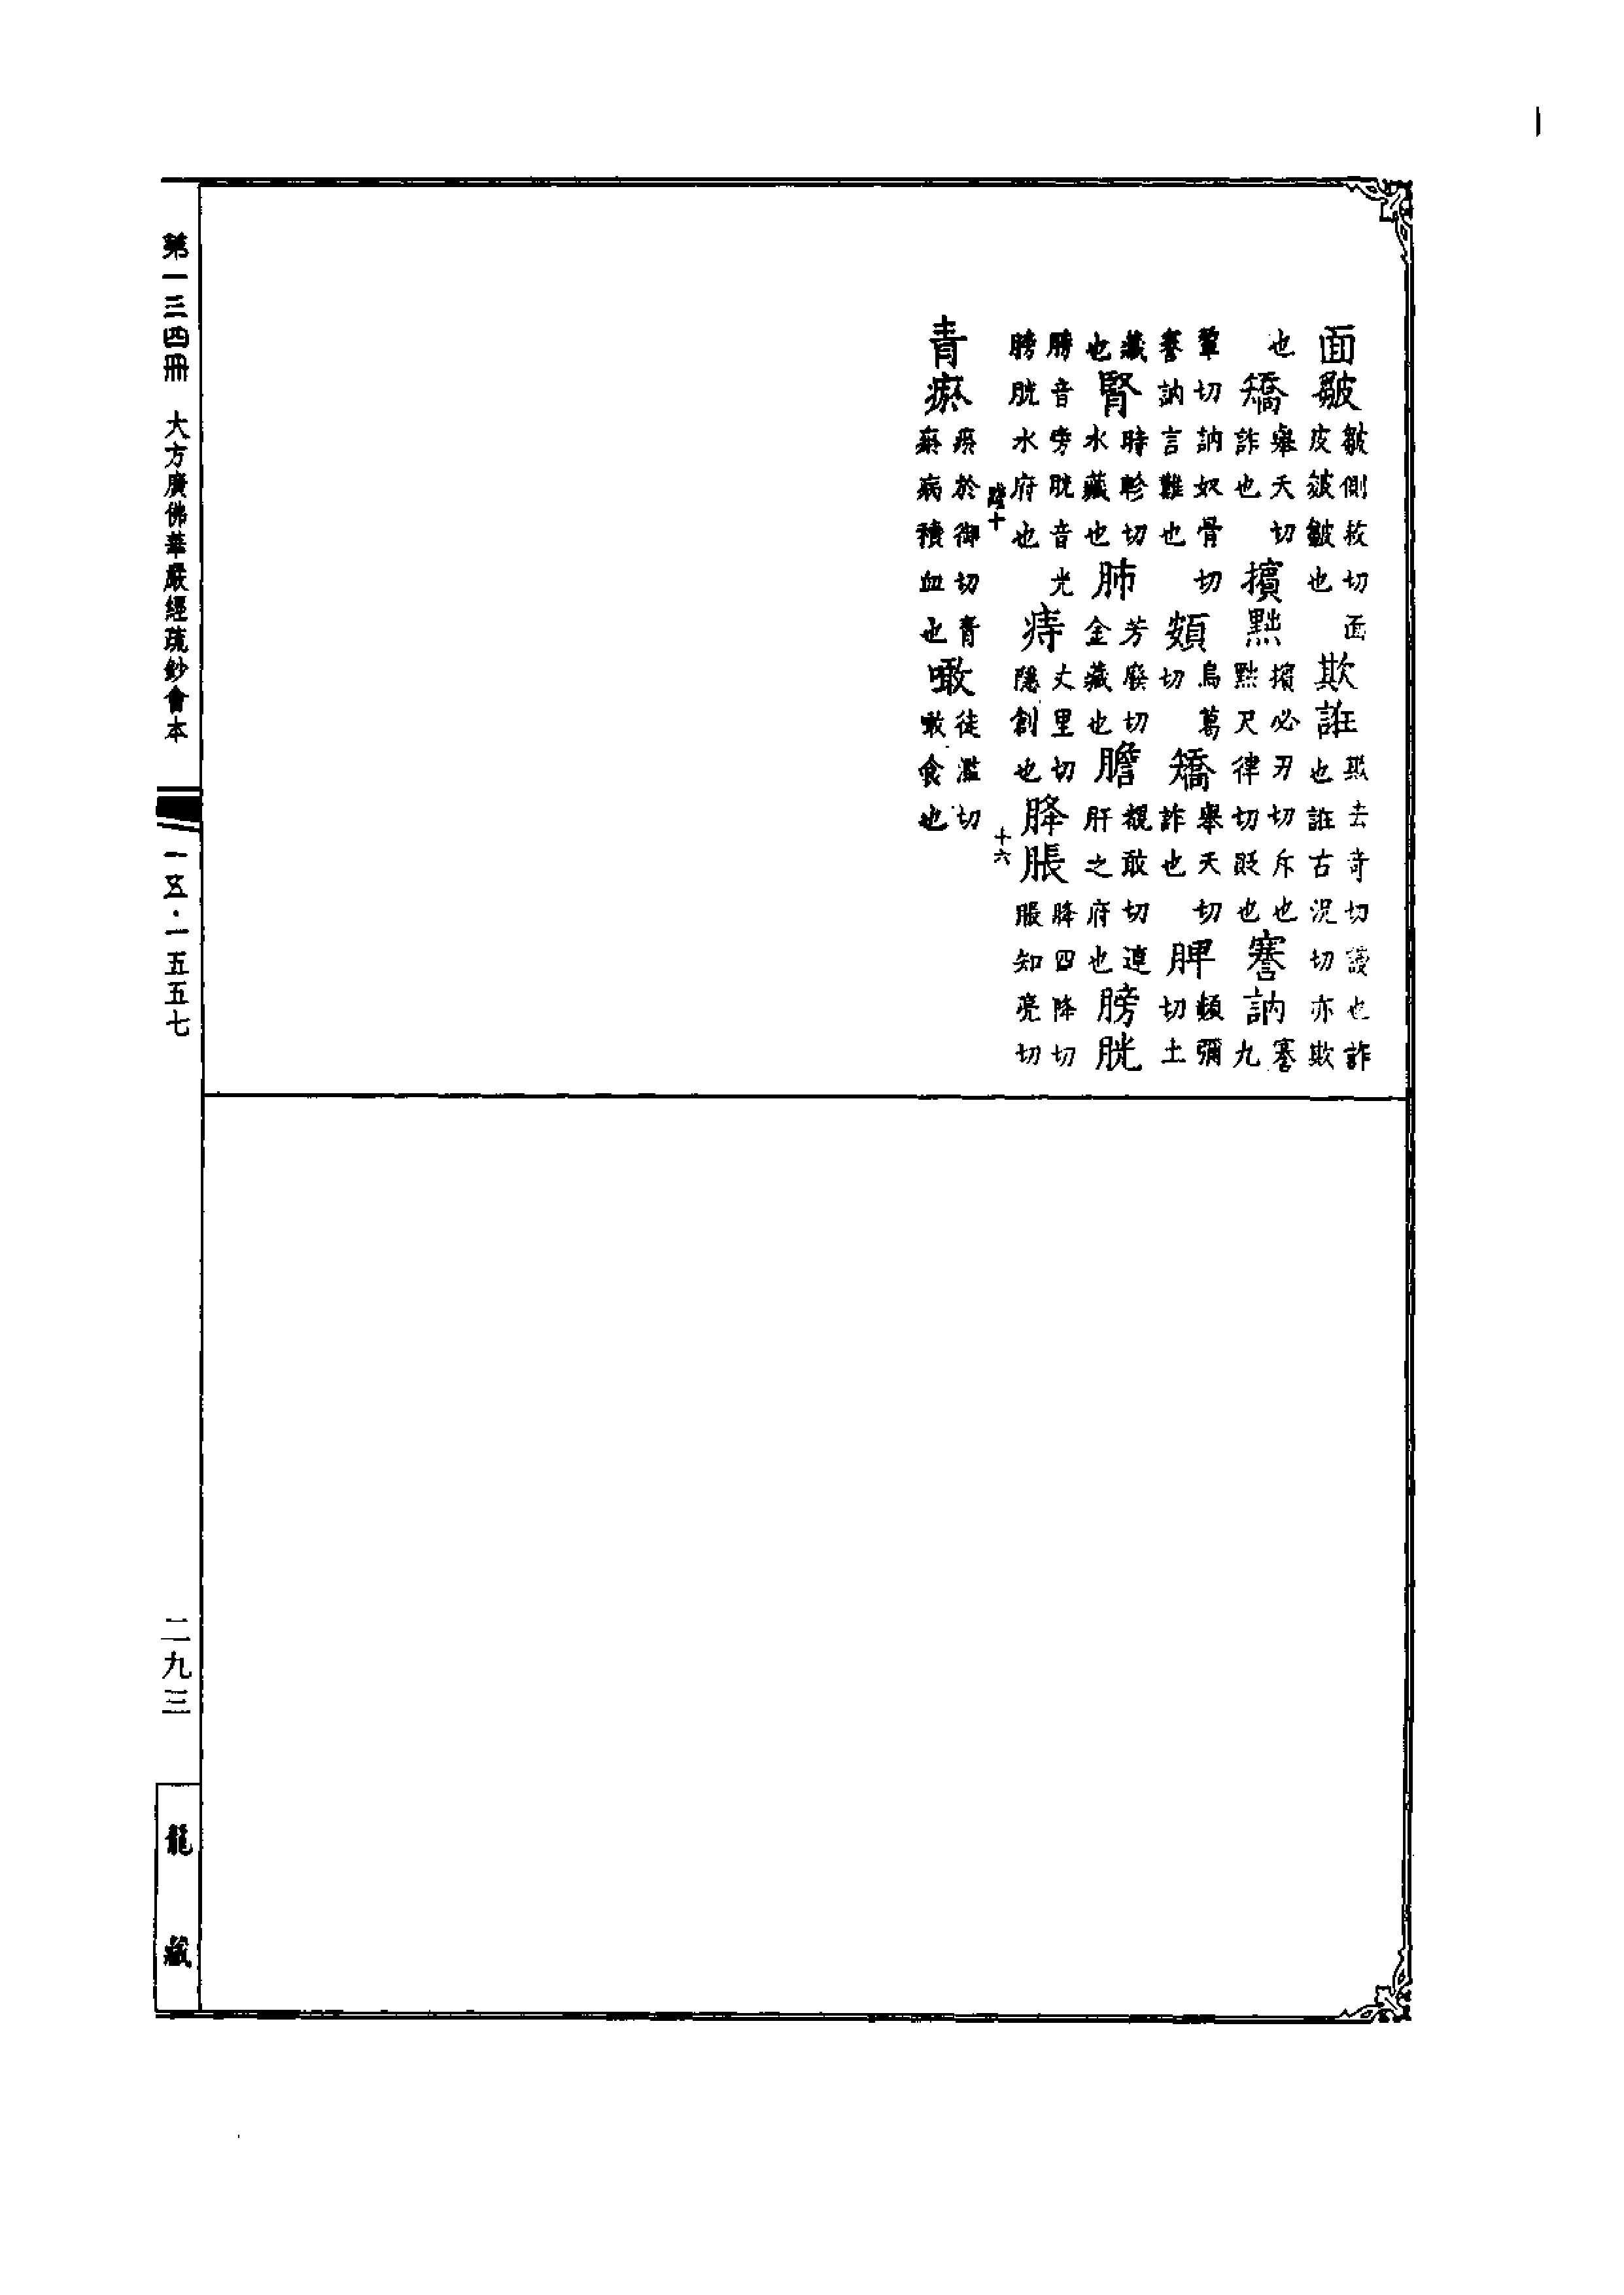 面皺皺側救切面皮皴皺也欺誑欺去奇切謾也詐也誑古況切亦欺
也矯舉夭切詐也擯黜擯必刃切斥也黜尺律切貶也謇訥謇九
輦切訥奴骨切謇訥言難也頞烏葛切矯舉夭切詐也脾頻彌切土
藏也腎時軫切水藏也肺芳廢切金藏也膽覩敢切連肝之府也膀胱
膀音旁胱音光膀胱水府也痔丈里切隱創也胮脹胮四降切脹知亮切
十 十六
青瘀瘀於御切青瘀病積血也噉徒濫切噉食也
第一三四冊 大方廣佛華嚴經疏鈔會本 一五·一五五七
二九三
龍藏